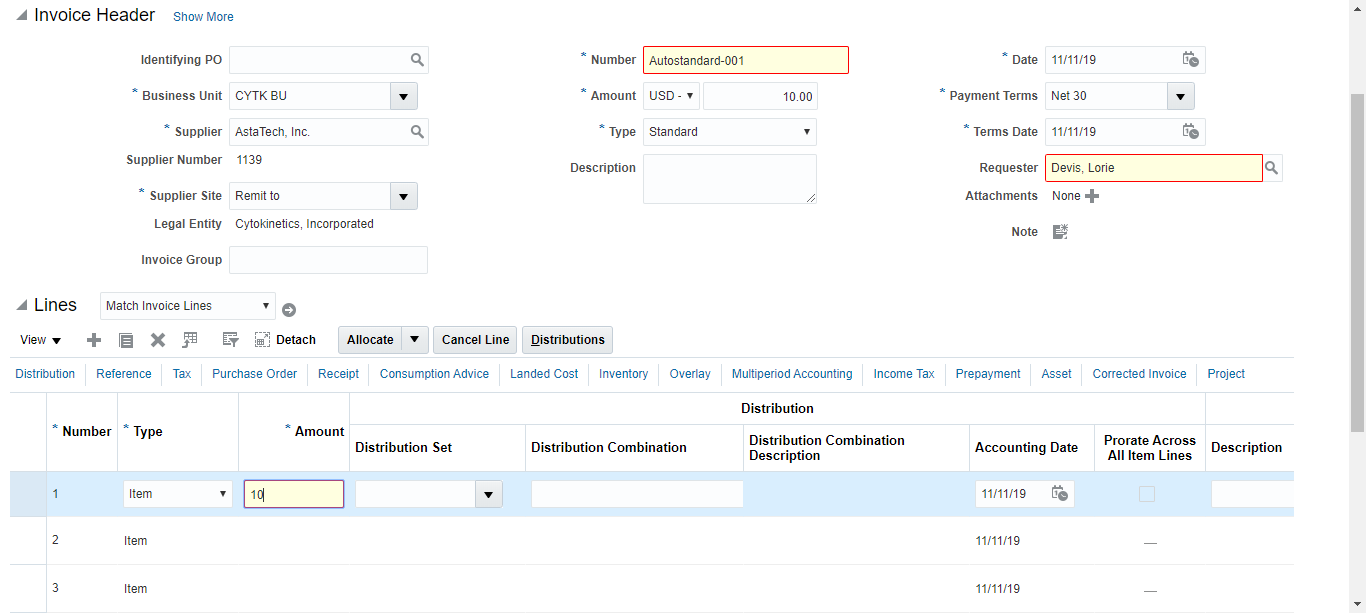 Invoice Header Show More
Identifying PO
* Number Autostandard-001
* Date 11/11/19
* Business Unit CYTK BU
* Amount USD - 10.00
* Payment Terms Net 30
* Supplier AstaTech, Inc.
* Type Standard
* Terms Date 11/11/19
Supplier Number 1139
Description
Requester Devis, Lorie
* Supplier Site Remit to
Attachments None
Legal Entity Cytokinetics, Incorporated
Note
Invoice Group
Lines Match Invoice Lines
View Detach Allocate Cancel Line Distributions
Distribution Reference Tax Purchase Order Receipt Consumption Advice Landed Cost Inventory Overlay Multiperiod Accounting Income Tax Prepayment Asset Corrected Invoice Project
Distribution
* Number * Type * Amount Distribution Set Distribution Combination Distribution Combination Description Accounting Date Prorate Across All Item Lines Description
1 Item 10 11/11/19
2 Item 11/11/19 —
3 Item 11/11/19 —